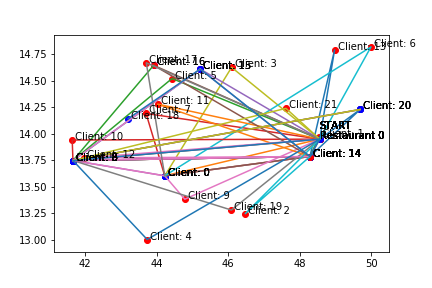 14.75
14.50
14.25
14.00
13.75
13.50
13.25
13.00
42
44
46
48
50
Client: 17
Client: 16
Client: 15
Client: 3
Client: 13
Client: 6
Client: 5
Client: 11
Client: 7
Client: 18
Client: 21
Client: 20
START
Restaurant 0
Client: 10
Client: 12
Client: 8
Client: 14
Client: 0
Client: 9
Client: 19
Client: 2
Client: 4